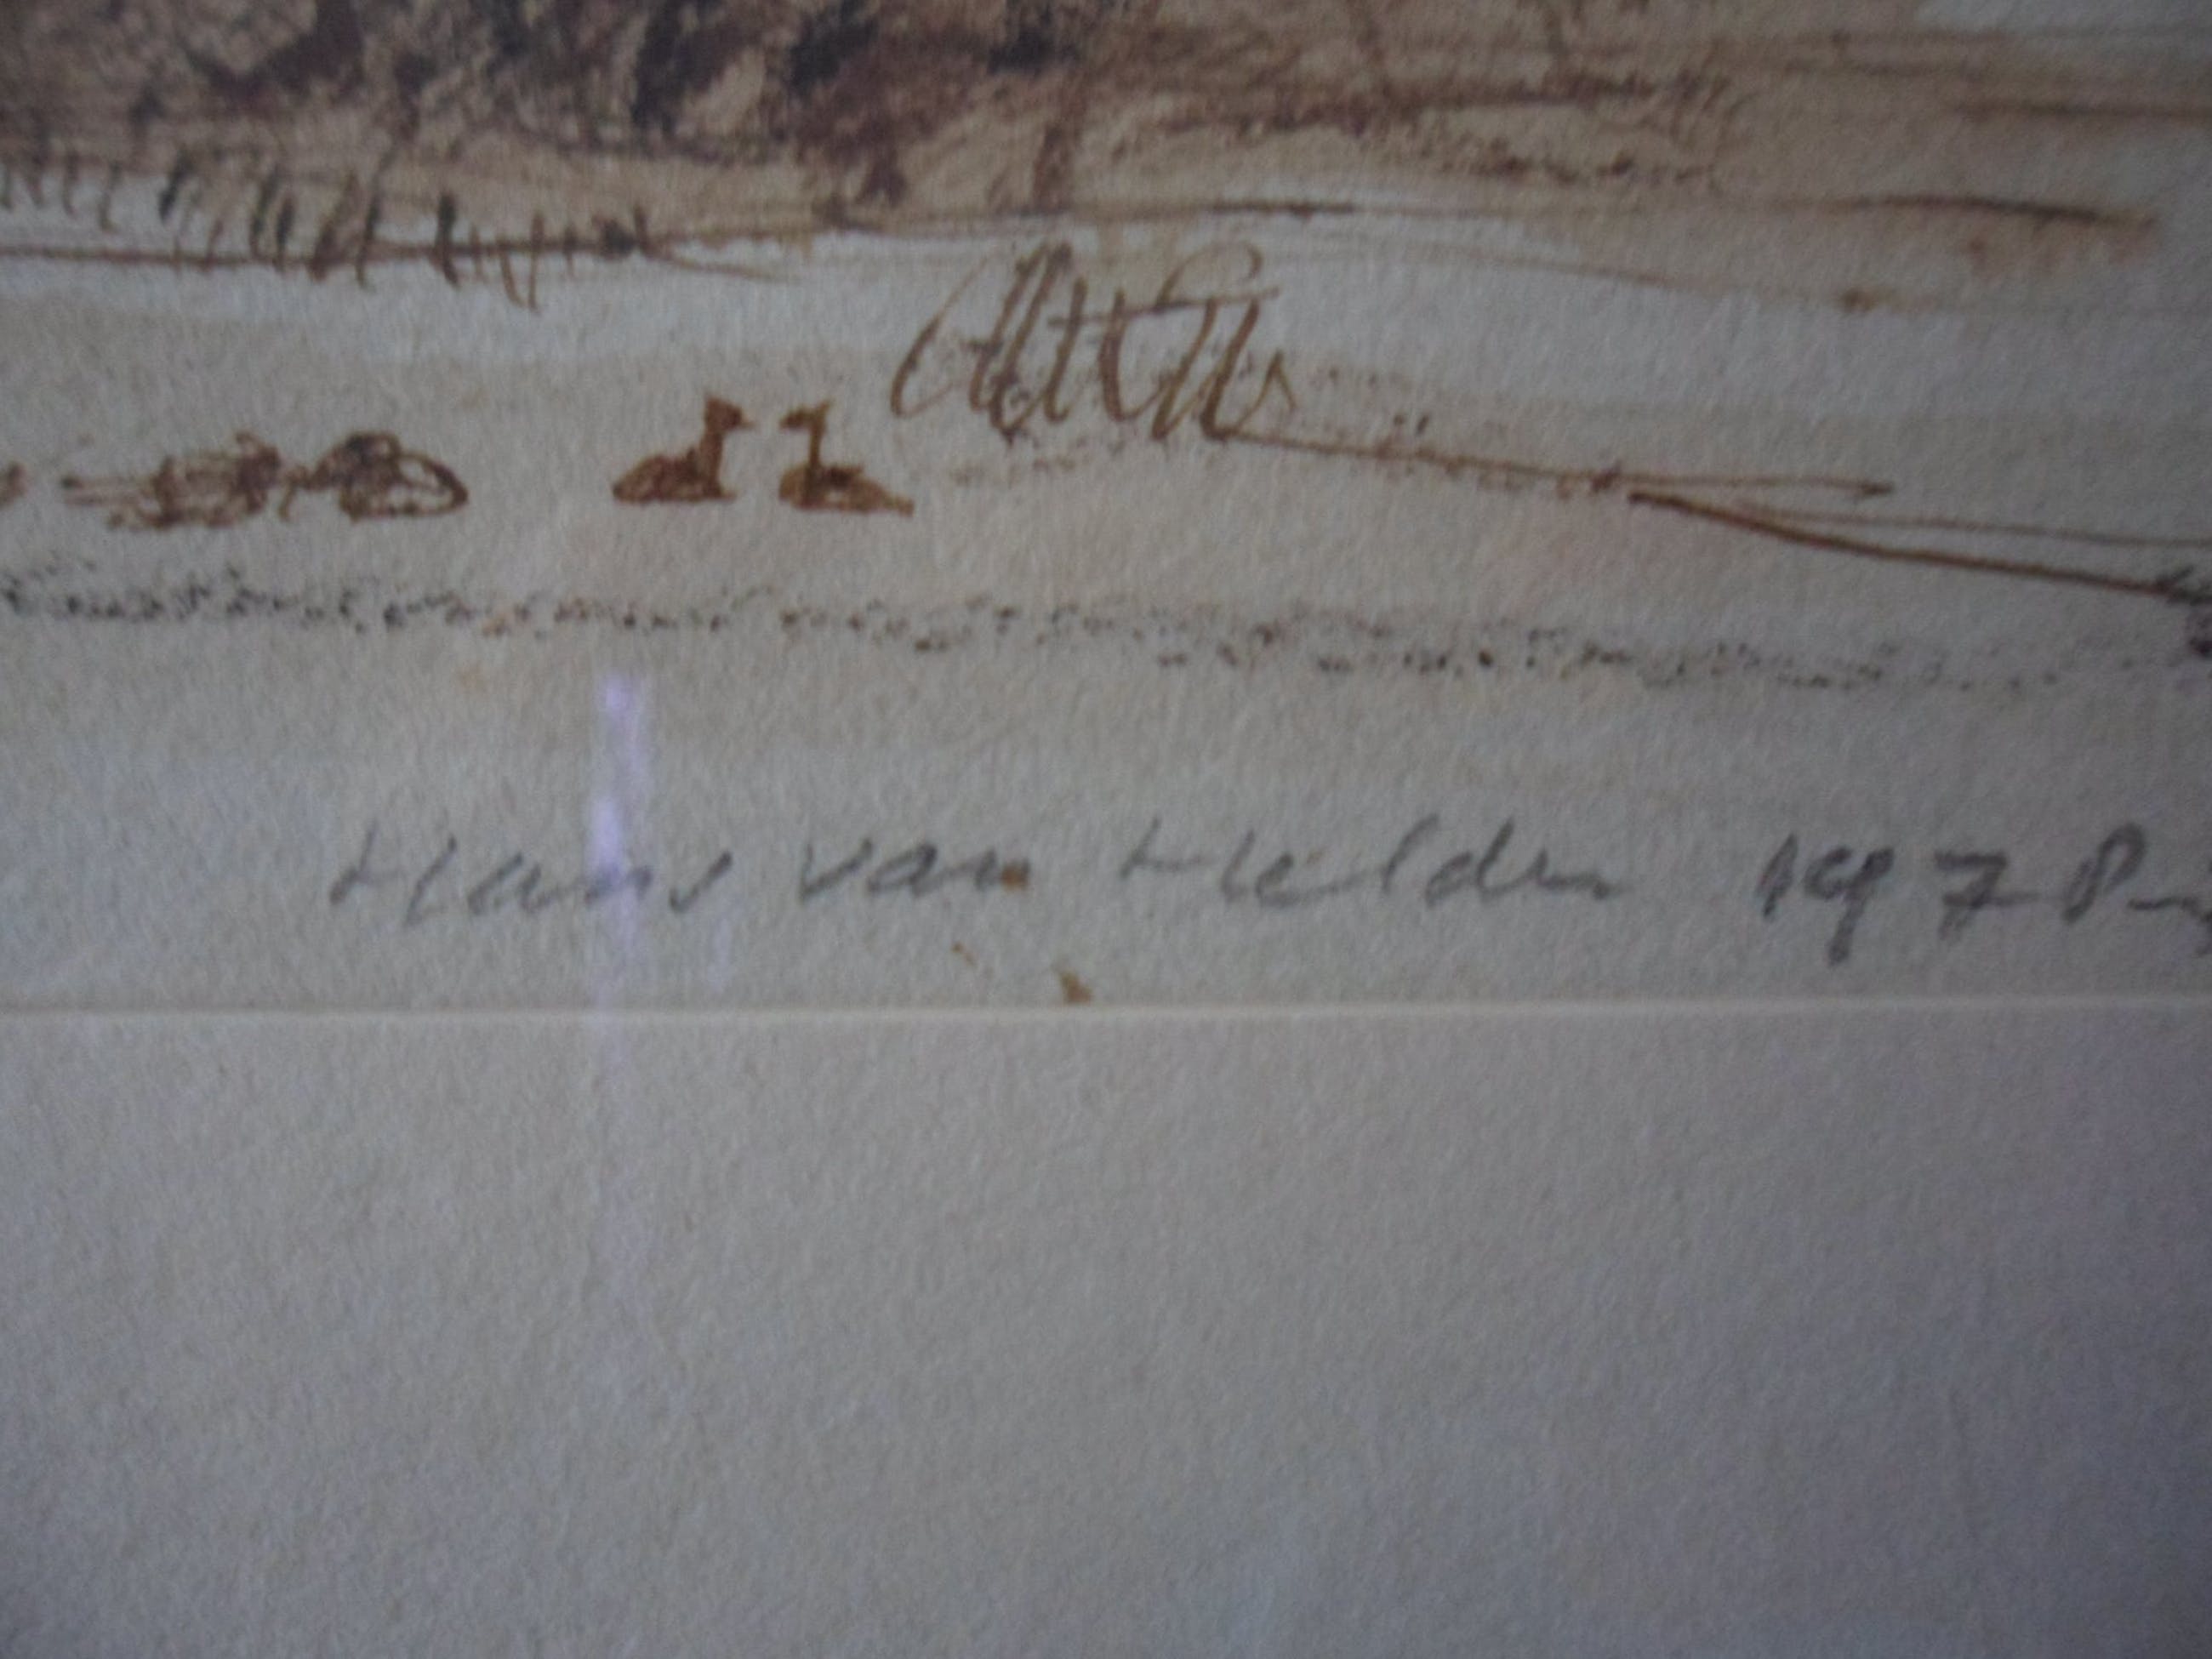 Hans van Helden 1978